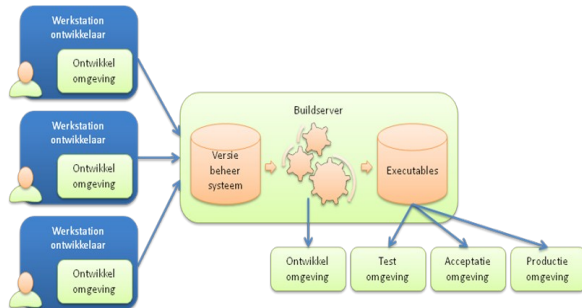 Werkstation
ontwikkelaar
Ontwikkel
omgeving
Werkstation
ontwikkelaar
Ontwikkel
omgeving
Werkstation
ontwikkelaar
Ontwikkel
omgeving
Buildserver
Versie
beheer
systeem
Executables
Ontwikkel
omgeving
Test
omgeving
Acceptatie
omgeving
Productie
omgeving